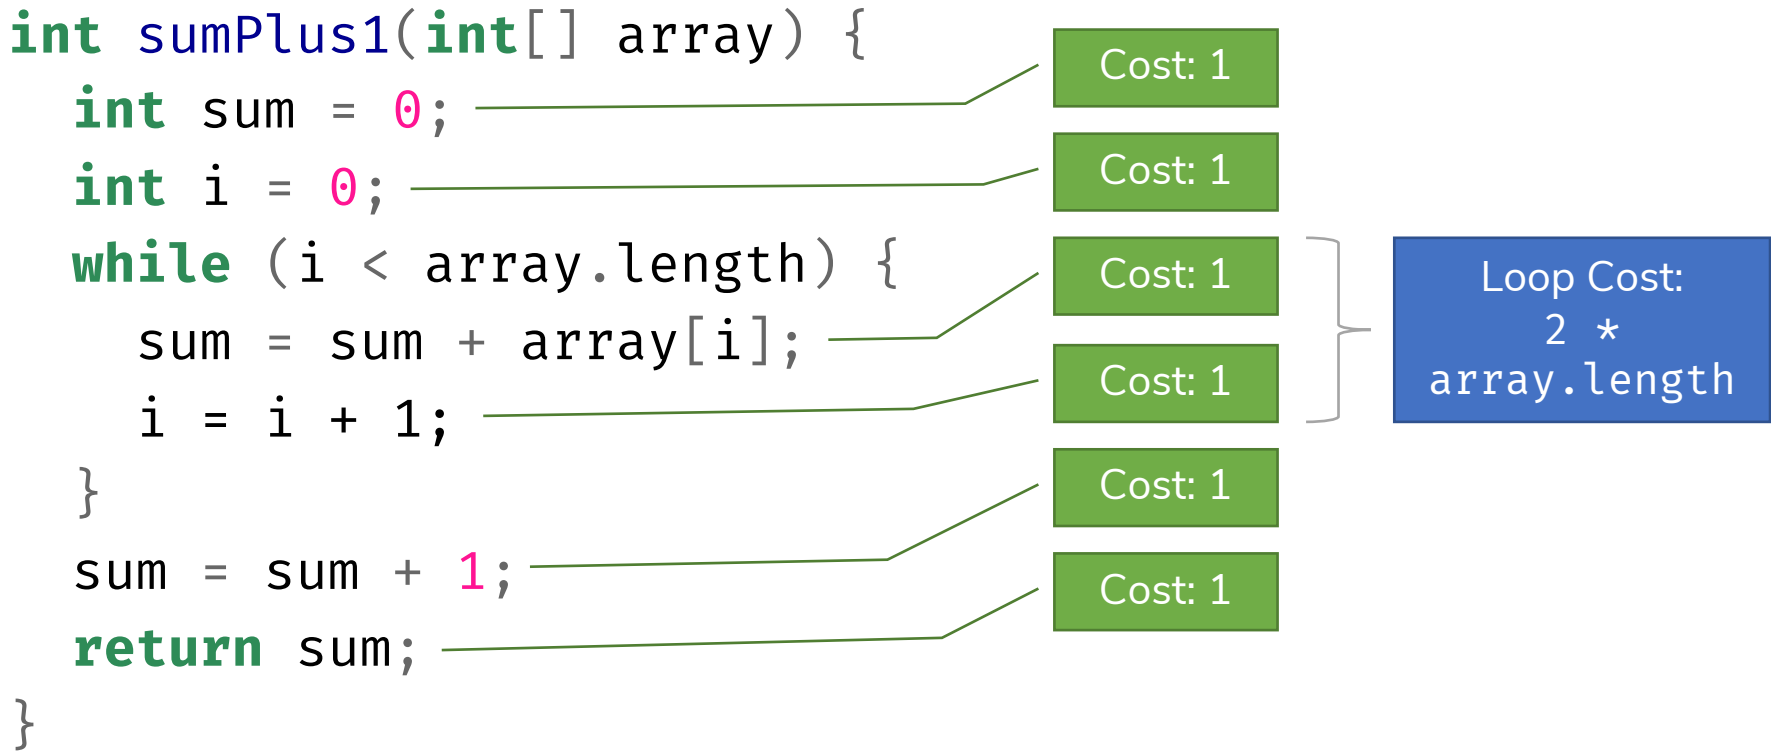 int sumPlus1(int[] array) {
int sum = 0;
int i = 0;
while (i < array.length) {
sum = sum + array[i];
i = i + 1;
}
sum = sum + 1;
return sum;
}
Cost: 1
Cost: 1
Cost: 1
Cost: 1
Cost: 1
Cost: 1
Loop Cost:
2 *
array.length